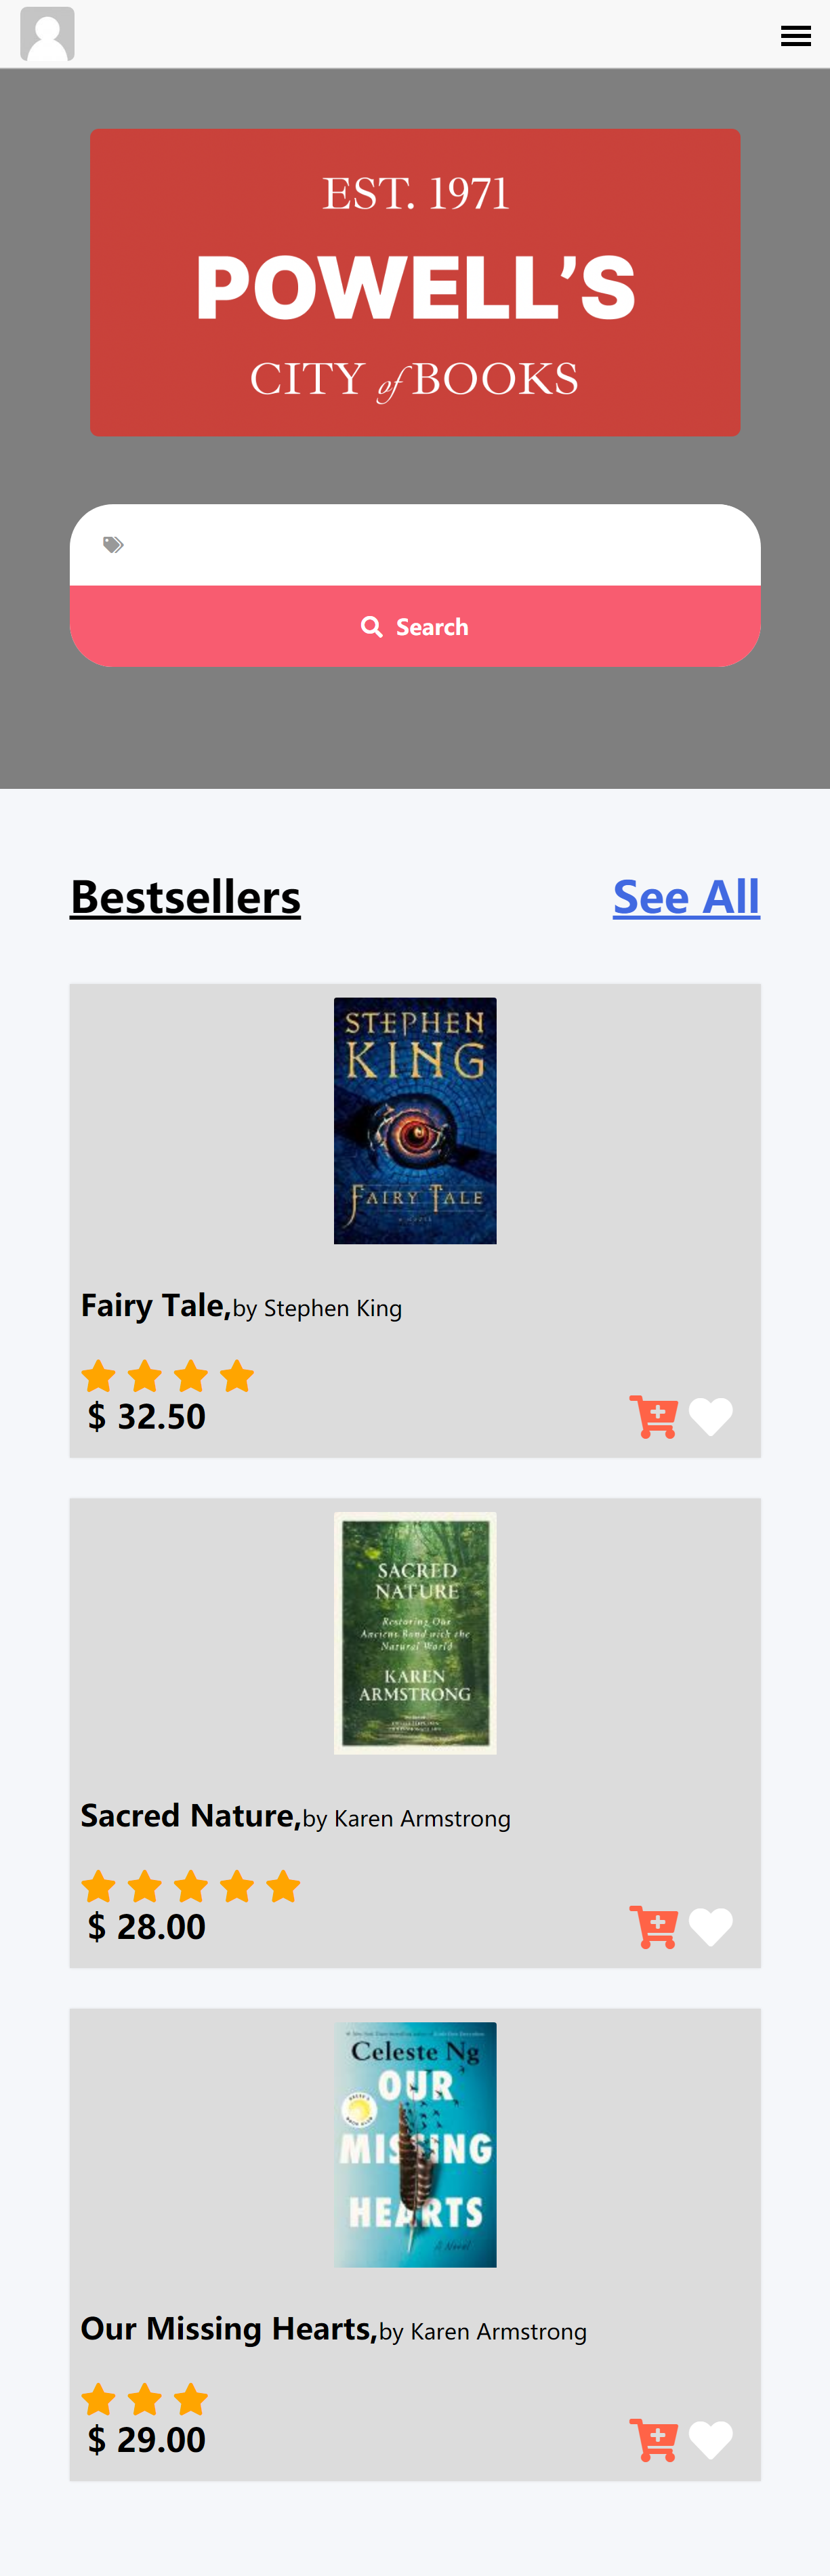 EST. 1971
POWELL’S
CITY of BOOKS
Search
Bestsellers
See All
STEPHEN
KING
FAIRY TALE
A NOVEL
Fairy Tale,by Stephen King
$ 32.50
SACRED
NATURE
Restoring Our
Ancient Bond with the
Natural World
KAREN
ARMSTRONG
Sacred Nature,by Karen Armstrong
$ 28.00
Celeste Ng
OUR
MISSING
HEARTS
A Novel
Our Missing Hearts,by Karen Armstrong
$ 29.00